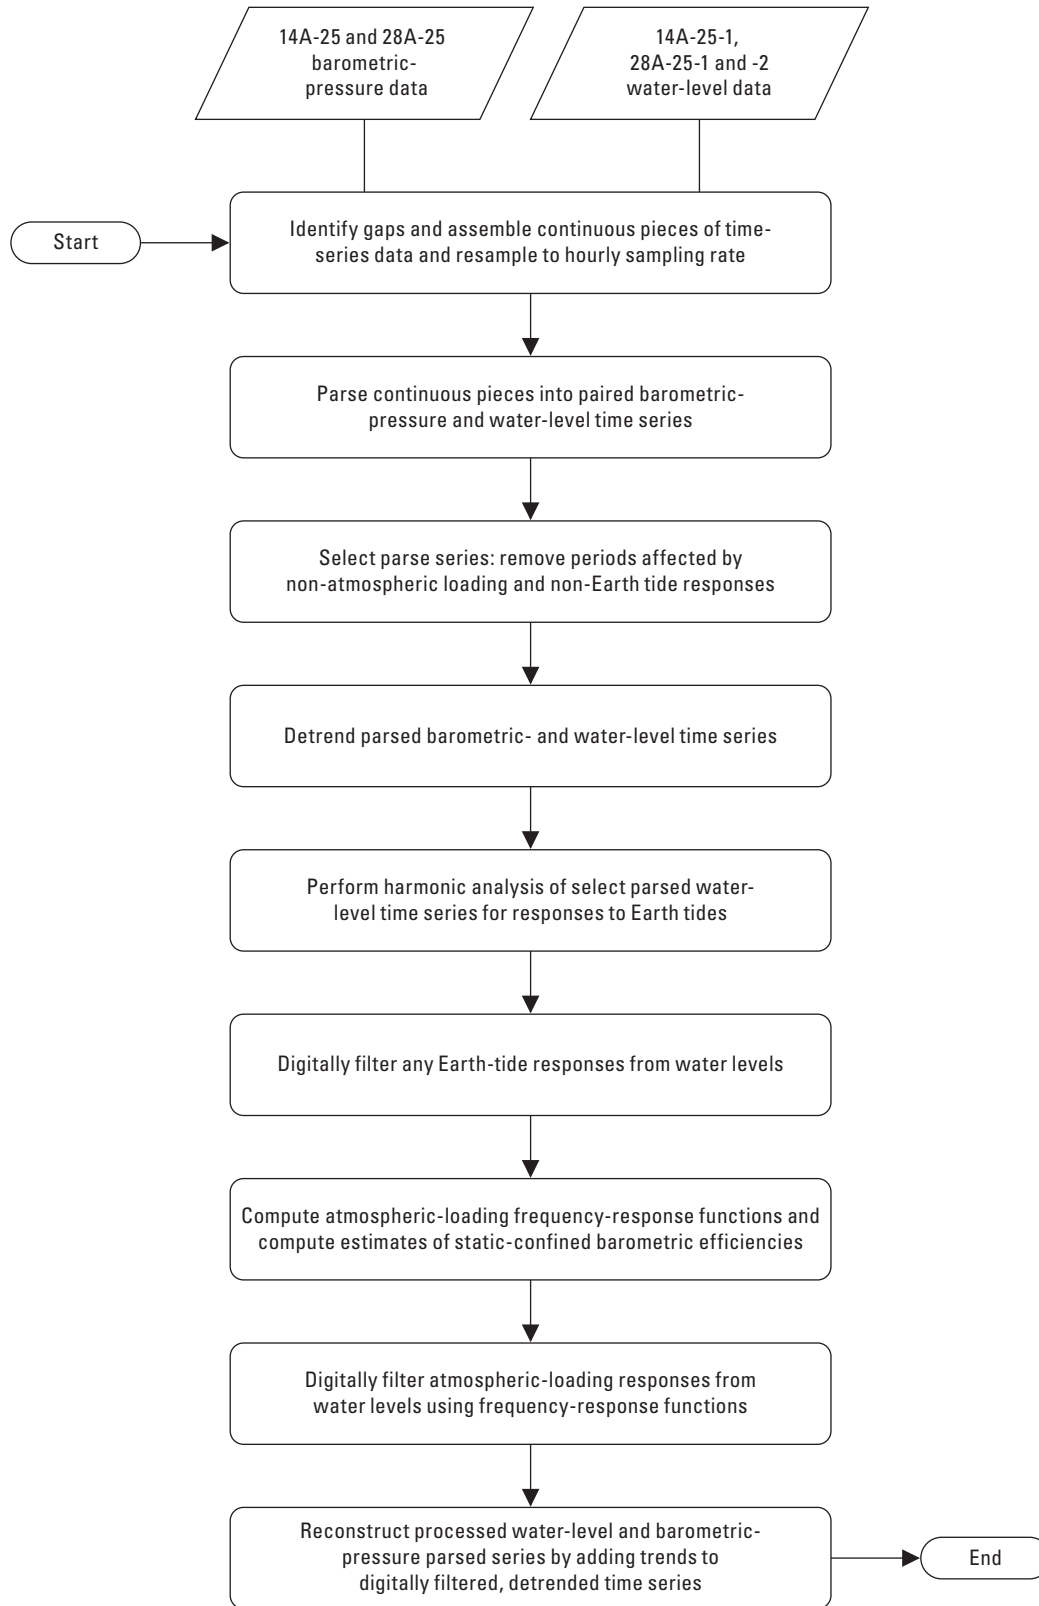 14A-25 and 28A-25
barometric-
pressure data
14A-25-1,
28A-25-1 and -2
water-level data
Start
Identify gaps and assemble continuous pieces of time-
series data and resample to hourly sampling rate
Parse continuous pieces into paired barometric-
pressure and water-level time series
Select parse series: remove periods affected by
non-atmospheric loading and non-Earth tide responses
Detrend parsed barometric- and water-level time series
Perform harmonic analysis of select parsed water-
level time series for responses to Earth tides
Digitally filter any Earth-tide responses from water levels
Compute atmospheric-loading frequency-response functions and
compute estimates of static-confined barometric efficiencies
Digitally filter atmospheric-loading responses from
water levels using frequency-response functions
Reconstruct processed water-level and barometric-
pressure parsed series by adding trends to
digitally filtered, detrended time series
End